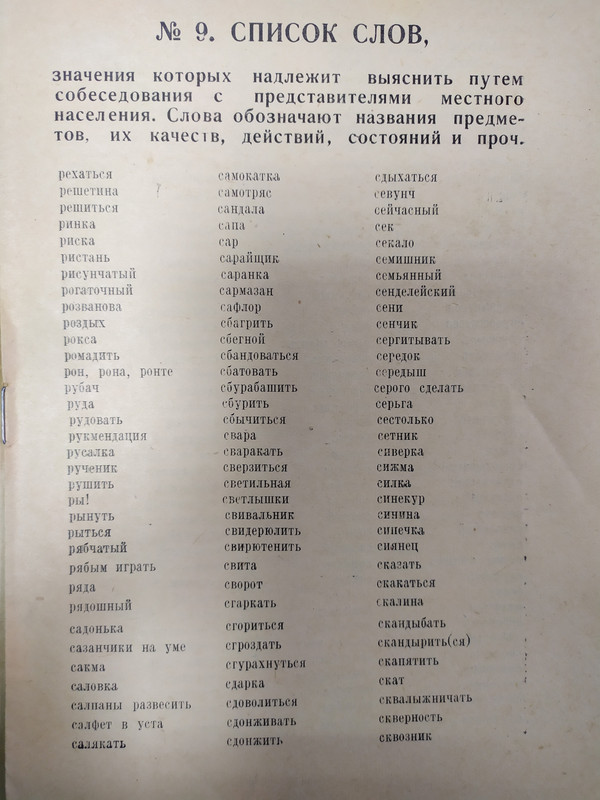 № 9. СПИСОК СЛОВ,
значения которых надлежит выяснить путем
собеседования с представителями местного
населения. Слова обозначают названия предме-
тов, их качеств, действий, состояний и проч.
рехаться
решетина
решиться
ринка
риска
ристань
рисунчатый
рогаточный
розванова
роздых
рокса
ромадить
рон, рона, ронте
рубач
руда
рудовать
рукмендация
русалка
рученик
рушить
ры!
рынуть
рыться
рябчатый
рябым играть
ряда
рядошный
садонька
сазанчики на уме
сакма
саловка
салпаны развесить
салфет в уста
салякать
самокатка
самотряс
сандала
сапа
сар
сарайщик
саранка
сармазан
сафлор
сбагрить
сбегной
сбандоваться
сбатовать
сбурабашить
сбурить
сбычиться
свара
сваракать
сверзиться
светильная
светлышки
свивальник
свидерюлить
свирютенить
свита
сворот
сгаркать
сгориться
сгроздать
сгурахнуться
сдарка
сдоволиться
сдонживать
сдонжить
сдыхаться
севунч
сейчасный
сек
секало
семишник
семьянный
сенделейский
сени
сенчик
сергитывать
середок
середыш
серого сделать
серьга
сестолько
сетник
сиверка
сижма
силка
синекур
синина
сипечка
сиянец
сказать
скакаться
скалина
скандыбать
скандырить(ся)
скапятить
скат
сквалыжничать
скверность
сквозник